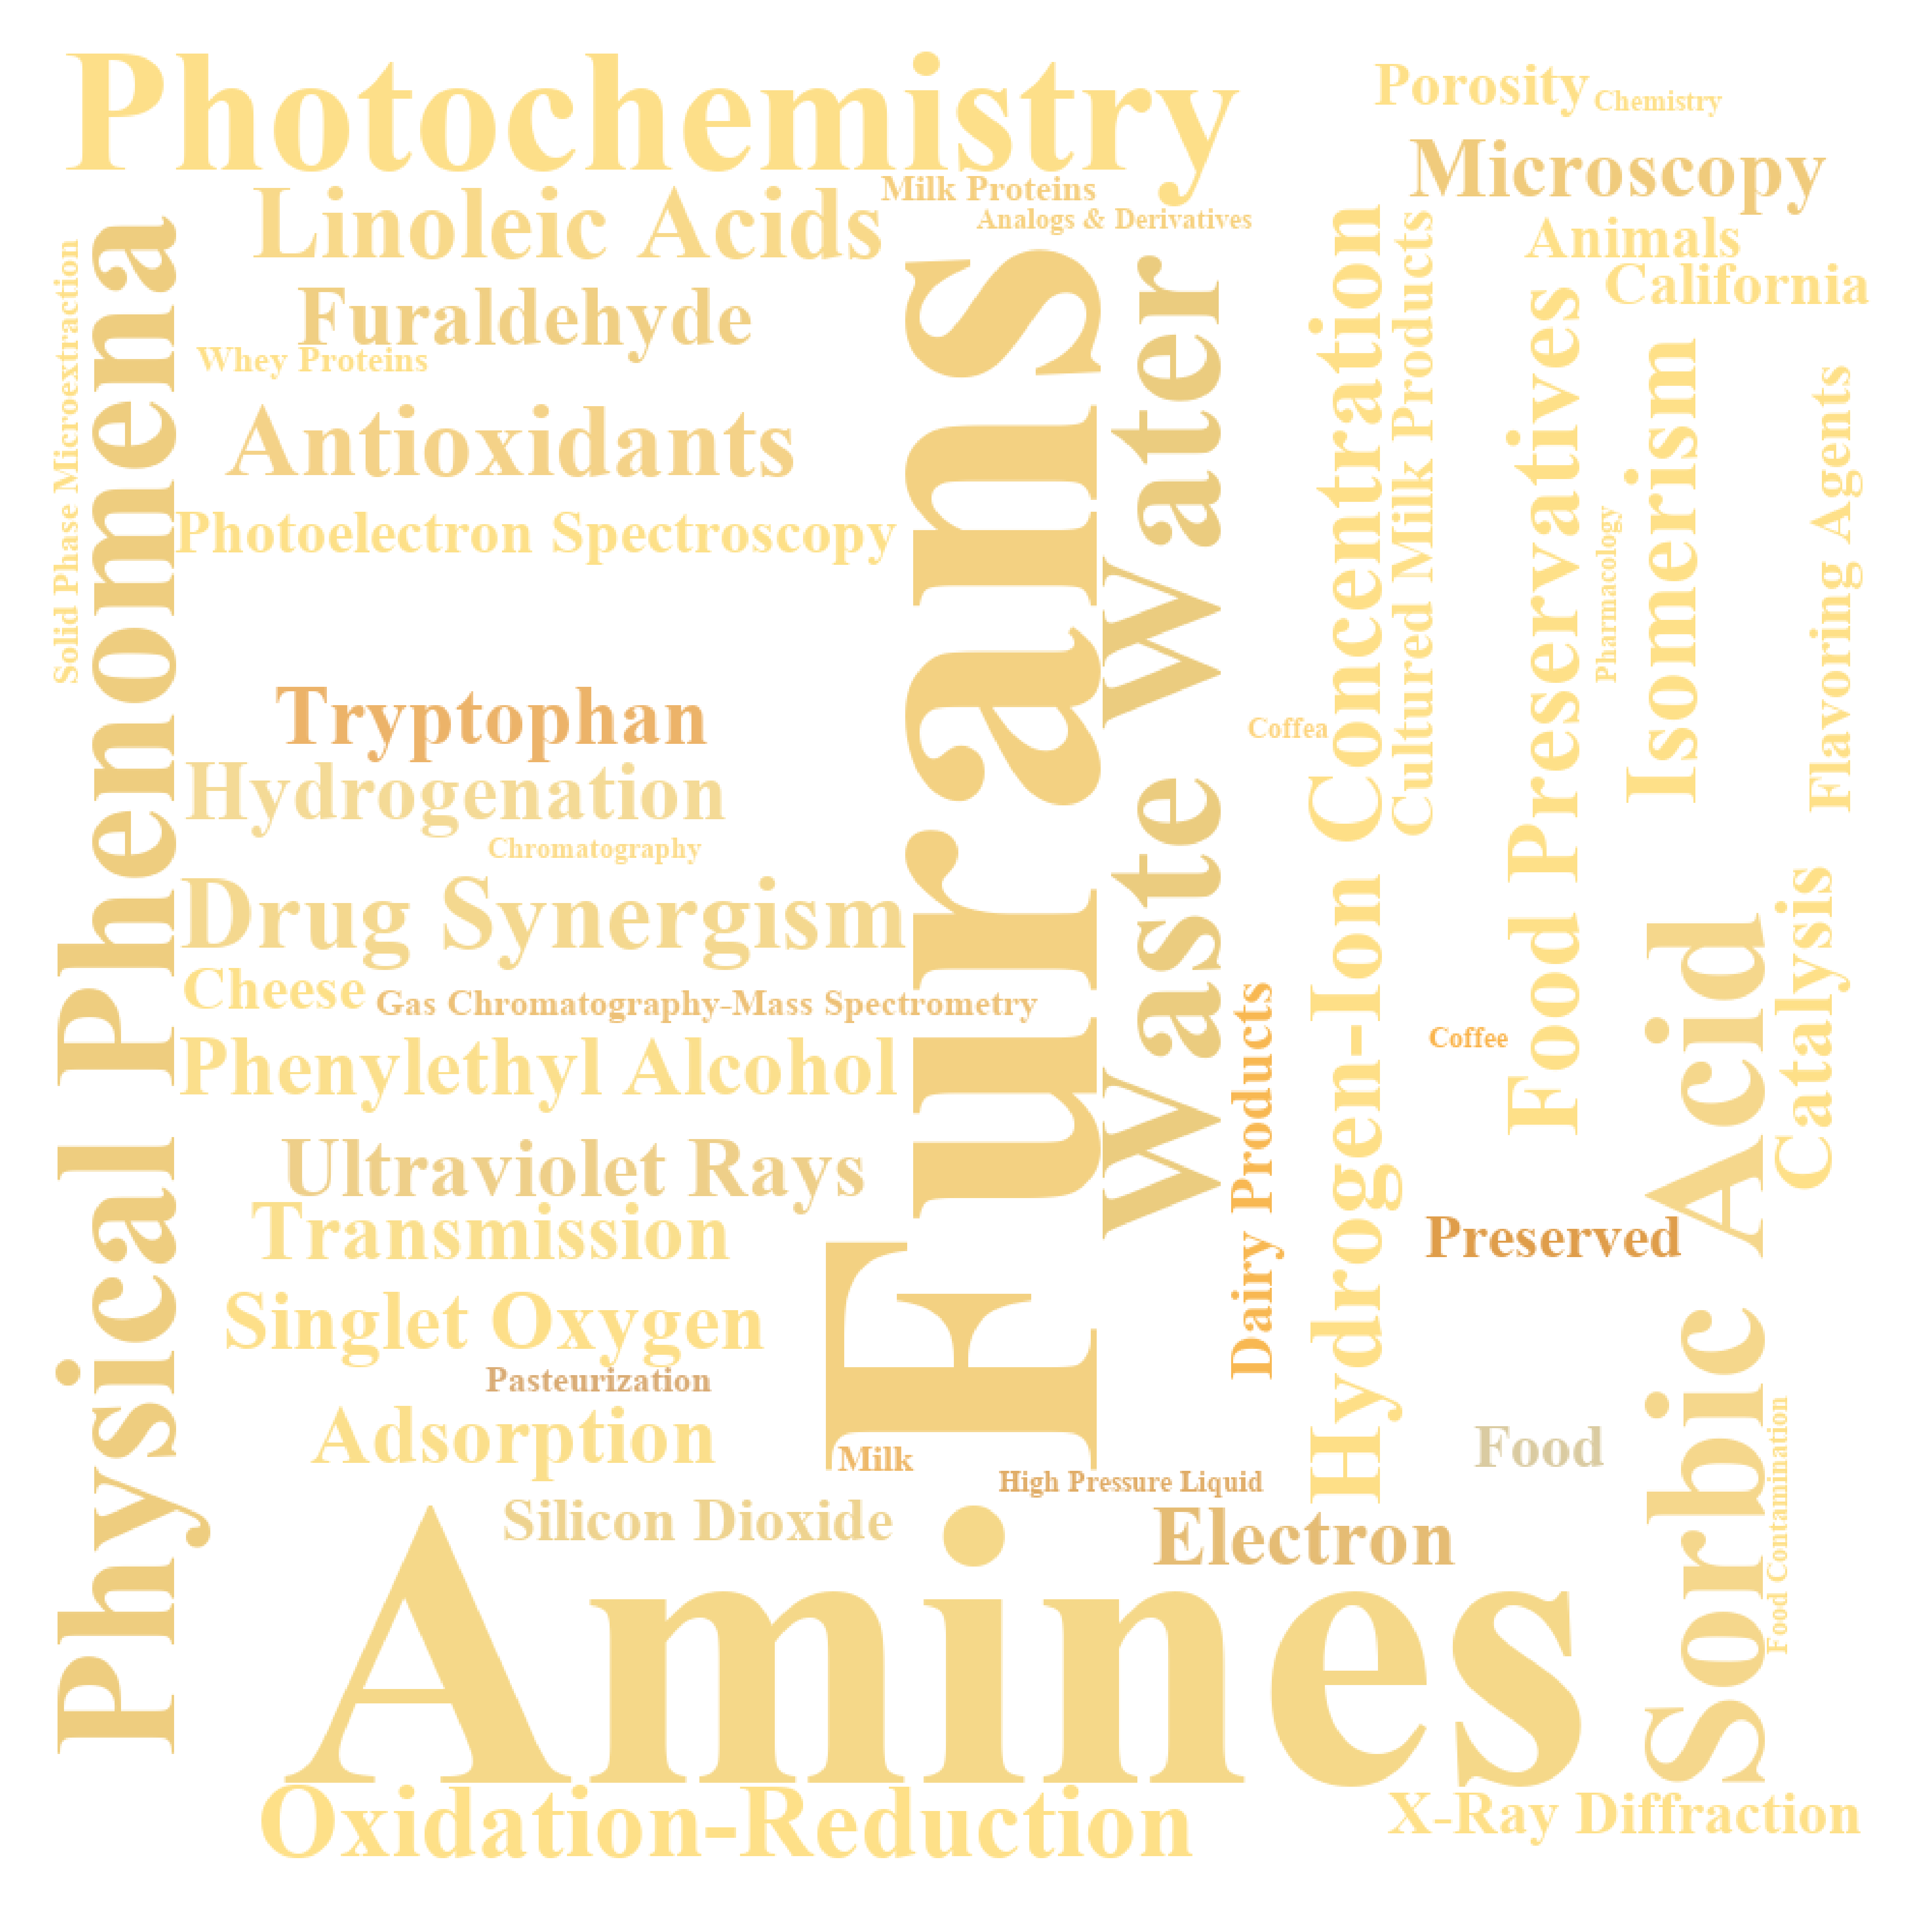 Photochemistry
Porosity
Chemistry
Microscopy
Milk Proteins
Linoleic Acids
Analogs & Derivatives
Animals
California
Furaldehyde
Whey Proteins
Solid Phase Microextraction
Physical Phenomena
Antioxidants
Photoelectron Spectroscopy
Furans
waste water
Hydrogen-Ion Concentration
Cultured Milk Products
Food Preservatives
Pharmacology
Isomerism
Flavoring Agents
Tryptophan
Coffea
Hydrogenation
Chromatography
Drug Synergism
Cheese
Gas Chromatography-Mass Spectrometry
Phenylethyl Alcohol
Dairy Products
Coffee
Sorbic Acid
Catalysis
Ultraviolet Rays
Transmission
Preserved
Singlet Oxygen
Pasteurization
Adsorption
Milk
High Pressure Liquid
Food
Food Contamination
Silicon Dioxide
Electron
Amines
Oxidation-Reduction
X-Ray Diffraction